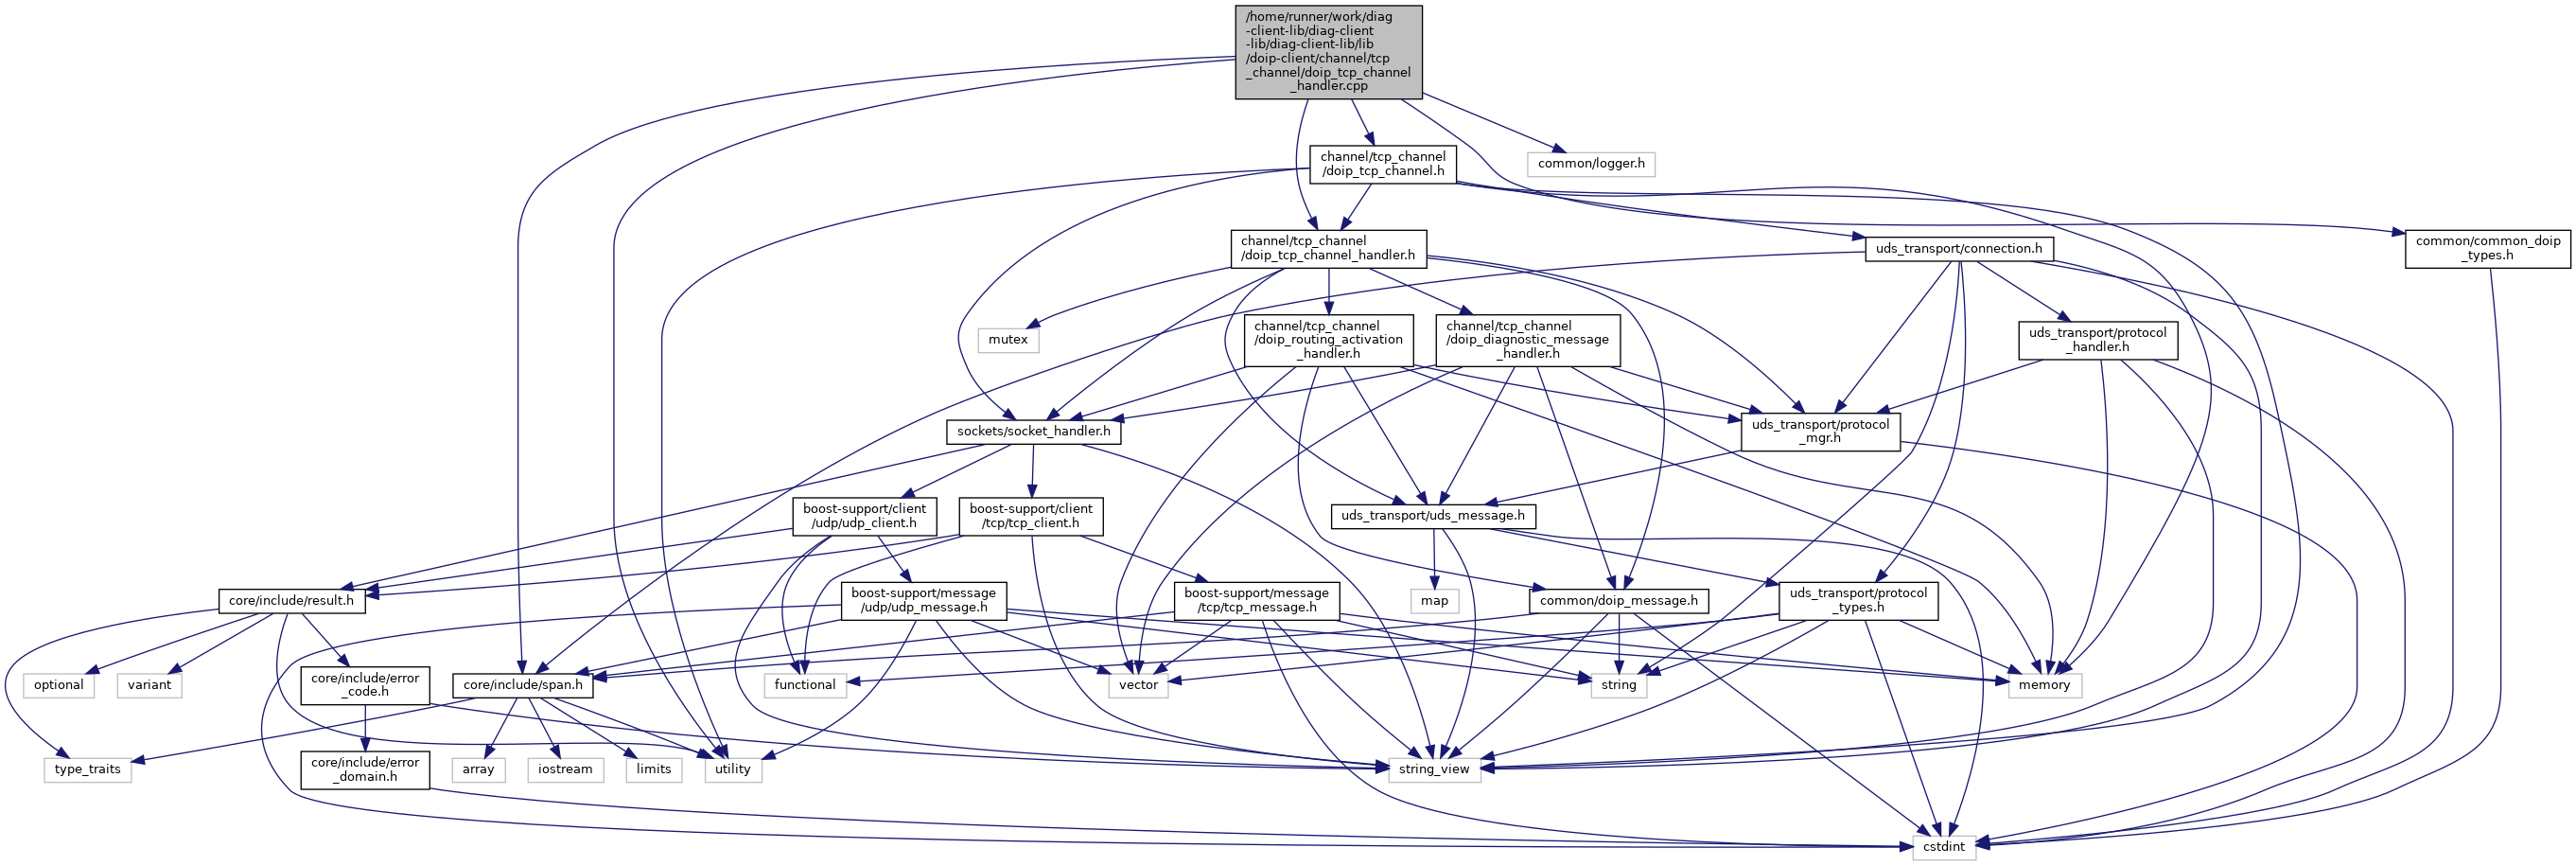 /home/runner/work/diag
-client-lib/diag-client
-lib/diag-client-lib/lib
/doip-client/channel/tcp
_channel/doip_tcp_channel
_handler.cpp
channel/tcp_channel
/doip_tcp_channel.h
common/logger.h
channel/tcp_channel
/doip_tcp_channel_handler.h
uds_transport/connection.h
common/common_doip
_types.h
mutex
channel/tcp_channel
/doip_routing_activation
_handler.h
channel/tcp_channel
/doip_diagnostic_message
_handler.h
uds_transport/protocol
_handler.h
sockets/socket_handler.h
uds_transport/protocol
_mgr.h
boost-support/client
/udp/udp_client.h
boost-support/client
/tcp/tcp_client.h
uds_transport/uds_message.h
core/include/result.h
boost-support/message
/udp/udp_message.h
boost-support/message
/tcp/tcp_message.h
map
common/doip_message.h
uds_transport/protocol
_types.h
optional
variant
core/include/error
_code.h
core/include/span.h
functional
vector
string
memory
type_traits
core/include/error
_domain.h
array
iostream
limits
utility
string_view
cstdint